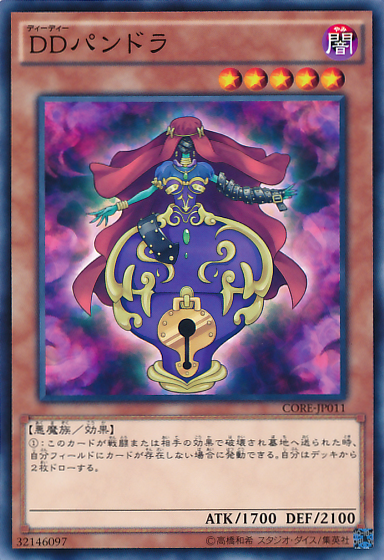 ディーディー
DDパンドラ
闇
やみ
CORE-JP011
【悪魔族/効果】
①:このカードが戦闘または相手の効果で破壊され墓地へ送られた時、
自分フィールドにカードが存在しない場合に発動できる。自分はデッキから
2枚ドローする。
ATK/1700 DEF/2100
32146097
©高橋和希 スタジオ・ダイス/集英社